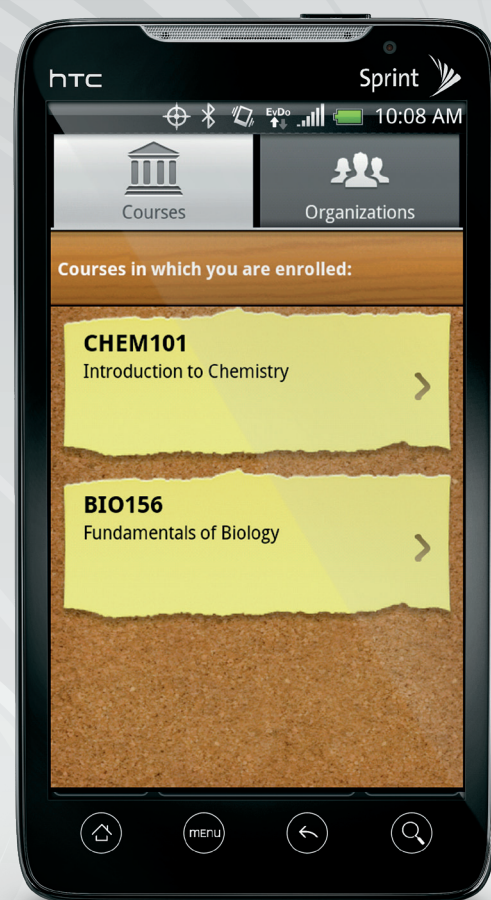 hTC
Sprint
EvDo
10:08 AM
Courses
Organizations
Courses in which you are enrolled:
CHEM101
Introduction to Chemistry
BIO156
Fundamentals of Biology
menu